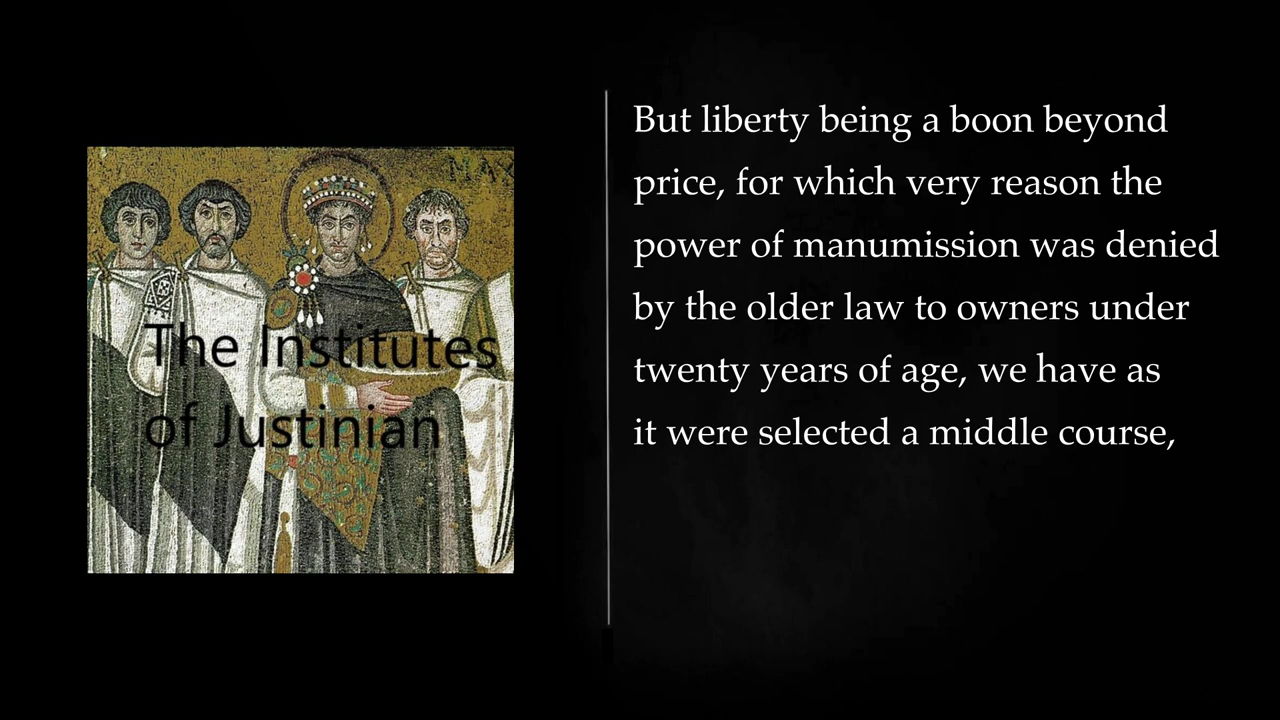 MAX
The Institutes
of Justinian
But liberty being a boon beyond
price, for which very reason the
power of manumission was denied
by the older law to owners under
twenty years of age, we have as
it were selected a middle course,